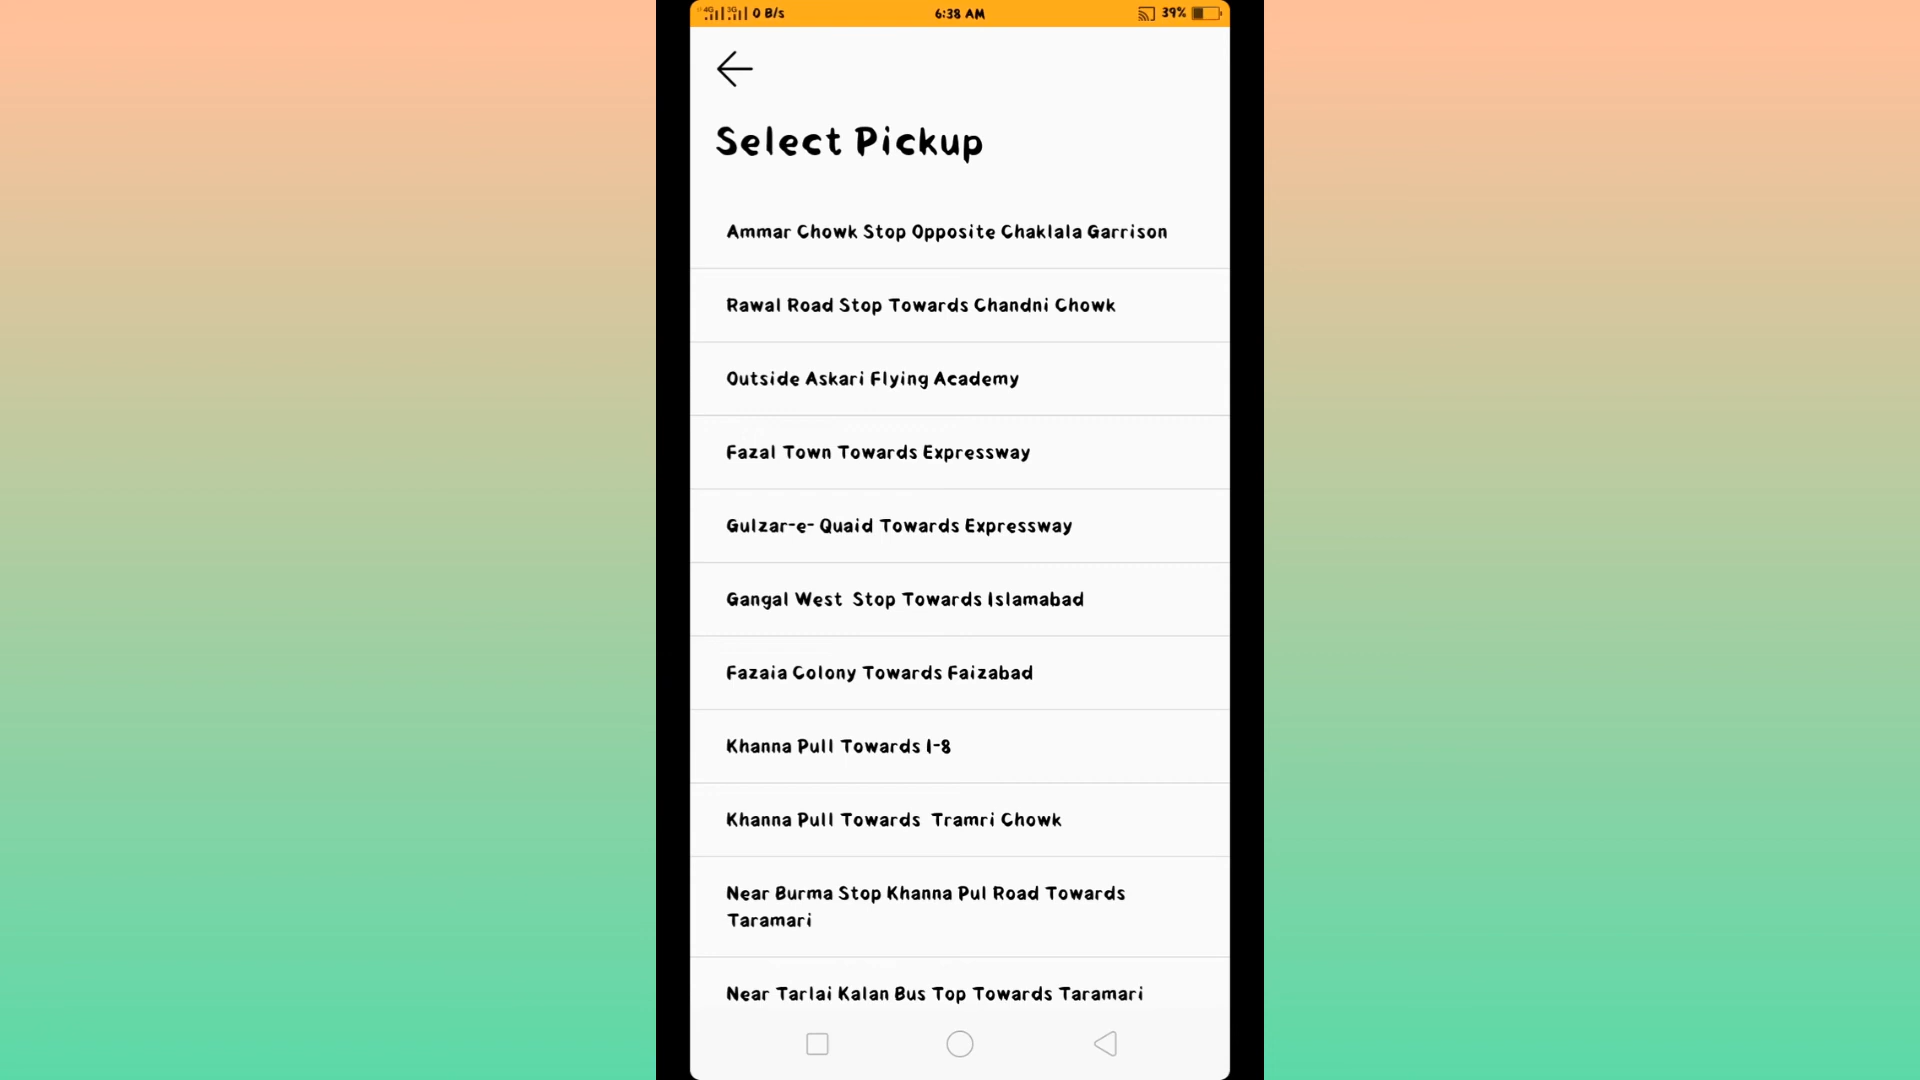 4G 3G 0 B/s 6:38 AM 39%
Select Pickup
Ammar Chowk Stop Opposite Chaklala Garrison
Rawal Road Stop Towards Chandni Chowk
Outside Askari Flying Academy
Fazal Town Towards Expressway
Gulzar-e- Quaid Towards Expressway
Gangal West Stop Towards Islamabad
Fazaia Colony Towards Faizabad
Khanna Pull Towards I-8
Khanna Pull Towards Tramri Chowk
Near Burma Stop Khanna Pul Road Towards
Taramari
Near Tarlai Kalan Bus Top Towards Taramari